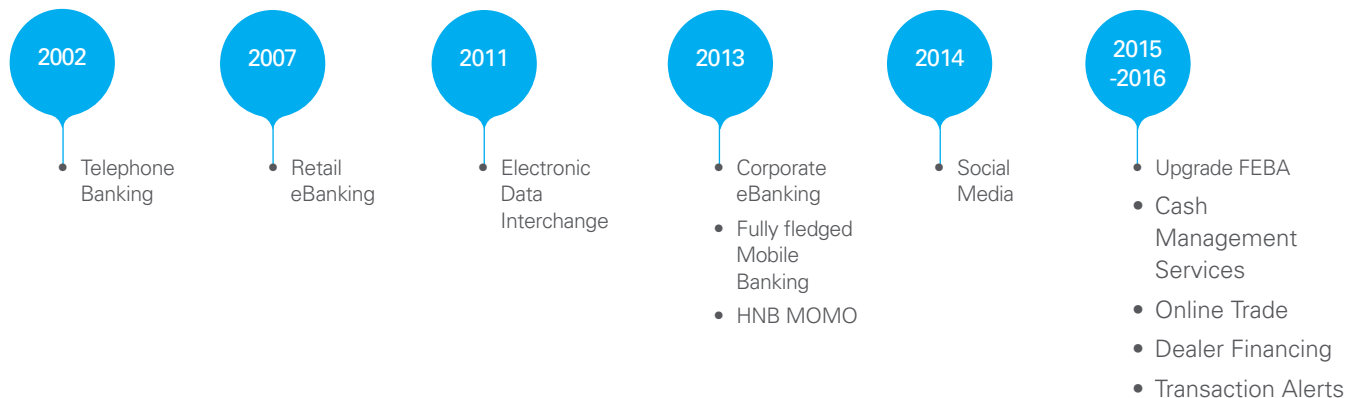 2002
Telephone
Banking
2007
Retail
eBanking
2011
Electronic
Data
Interchange
2013
Corporate
eBanking
Fully fledged
Mobile
Banking
HNB MOMO
2014
Social
Media
2015
-2016
Upgrade FEBA
Cash
Management
Services
Online Trade
Dealer Financing
Transaction Alerts